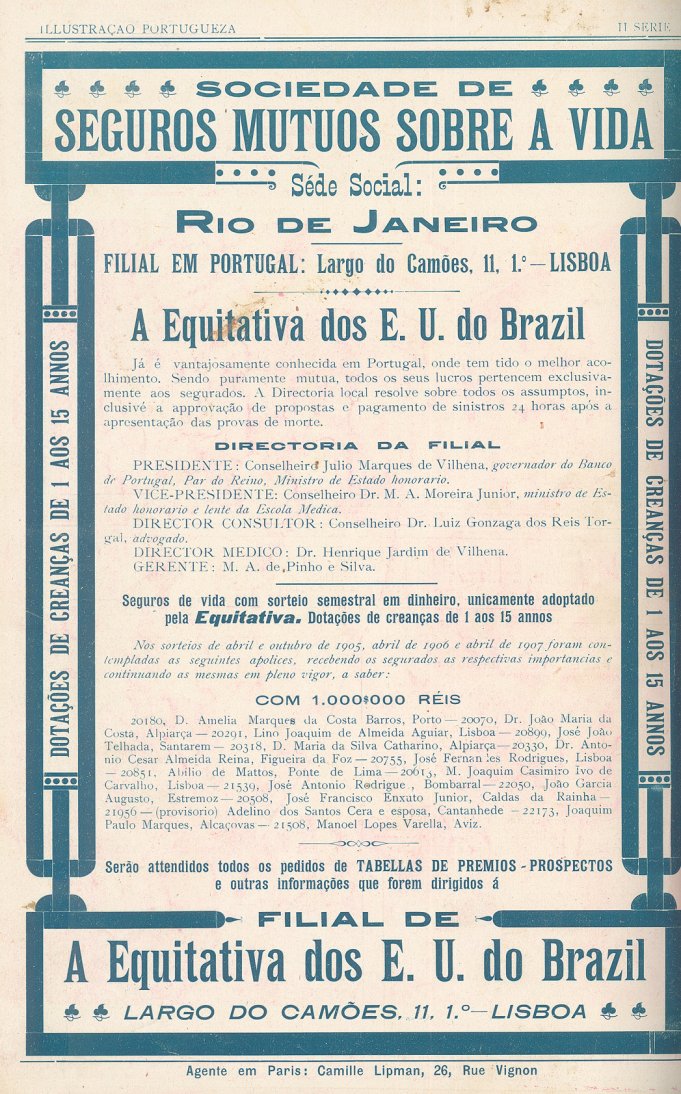 ILLUSTRAÇÃO PORTUGUEZA
II SERIE
SOCIEDADE DE
SEGUROS MUTUOS SOBRE A VIDA
Séde Social:
RIO DE JANEIRO
FILIAL EM PORTUGAL: Largo do Camões, 11, 1.º—LISBOA
A Equitativa dos E. U. do Brazil
Já é vantajosamente conhecida em Portugal, onde tem tido o melhor aco-
lhimento. Sendo puramente mutua, todos os seus lucros pertencem exclusiva-
mente aos segurados. A Directoria local resolve sobre todos os assumptos, in-
clusivé a approvação de propostas e pagamento de sinistros 24 horas após a
apresentação das provas de morte.
DIRECTORIA DA FILIAL
PRESIDENTE: Conselheiro Julio Marques de Vilhena, governador do Banco
de Portugal, Par do Reino, Ministro de Estado honorario.
VICE-PRESIDENTE: Conselheiro Dr. M. A. Moreira Junior, ministro de Es-
tado honorario e lente da Escola Medica.
DIRECTOR CONSULTOR: Conselheiro Dr. Luiz Gonzaga dos Reis Tor-
gal, advogado.
DIRECTOR MEDICO: Dr. Henrique Jardim de Vilhena.
GERENTE: M. A. de Pinho e Silva.
Seguros de vida com sorteio semestral em dinheiro, unicamente adoptado
pela Equitativa. Dotações de creanças de 1 aos 15 annos
Nos sorteios de abril e outubro de 1905, abril de 1906 e abril de 1907 foram con-
templadas as seguintes apolices, recebendo os segurados as respectivas importancias e
continuando as mesmas em pleno vigor, a saber:
COM 1.000$000 RÉIS
20180, D. Amelia Marques da Costa Barros, Porto—20070, Dr. João Maria da
Costa, Alpiarça—20291, Lino Joaquim de Almeida Aguiar, Lisboa—20899, José João
Telhada, Santarem—20318, D. Maria da Silva Catharino, Alpiarça—20330, Dr. Anto-
nio Cesar Almeida Reina, Figueira da Foz—20755, José Fernandes Rodrigues, Lisboa
—20851, Abilio de Mattos, Ponte de Lima—20613, M. Joaquim Casimiro Ivo de
Carvalho, Lisboa—21539, José Antonio Rodrigue, Bombarral—22050, João Garcia
Augusto, Estremoz—20508, José Francisco Enxuto Junior, Caldas da Rainha—
21956—(provisorio) Adelino dos Santos Cera e esposa, Cantanhede—22173, Joaquim
Paulo Marques, Alcaçovas—21508, Manoel Lopes Varella, Aviz.
Serão attendidos todos os pedidos de TABELLAS DE PREMIOS-PROSPECTOS
e outras informações que forem dirigidos á
FILIAL DE
A Equitativa dos E. U. do Brazil
LARGO DO CAMÕES, 11, 1.º—LISBOA
DOTAÇÕES DE CREANÇAS DE 1 AOS 15 ANNOS
DOTAÇÕES DE CREANÇAS DE 1 AOS 15 ANNOS
Agente em Paris: Camille Lipman, 26, Rue Vignon